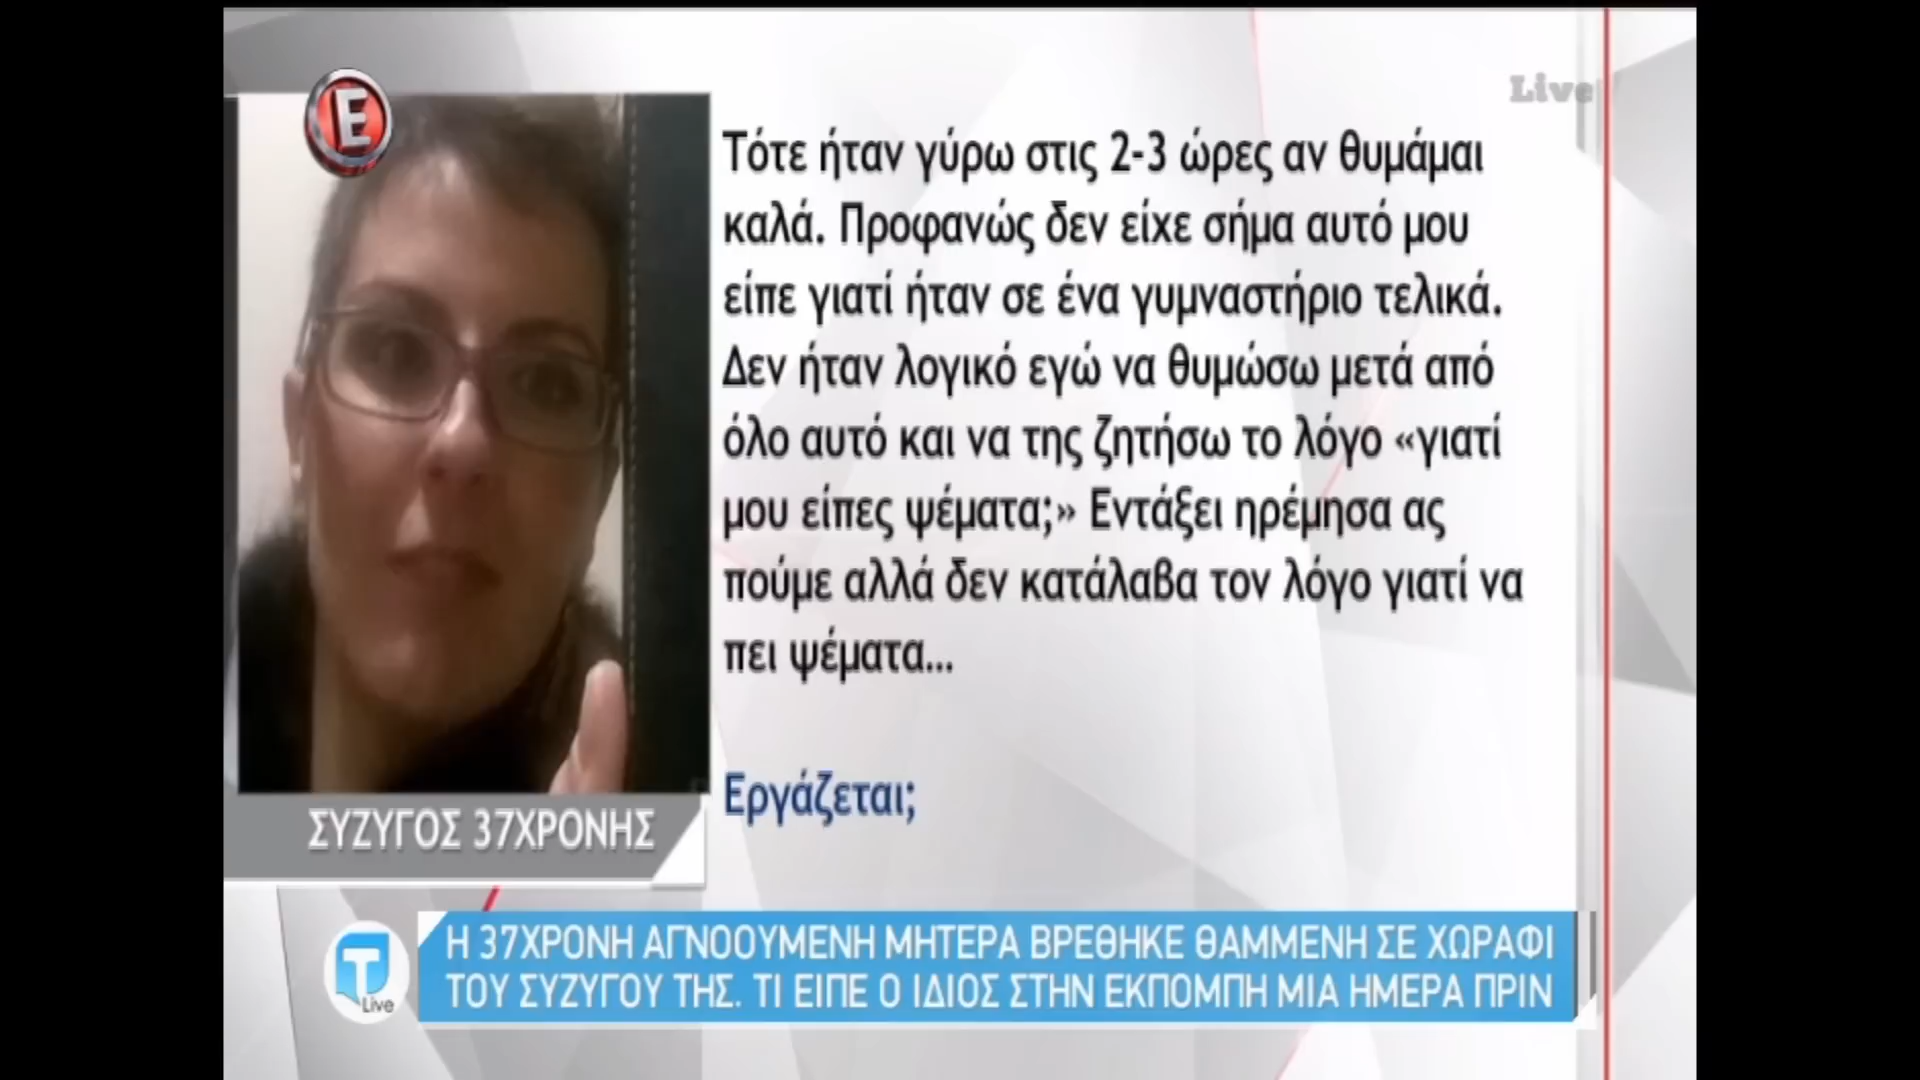 E
Live
Τότε ήταν γύρω στις 2-3 ώρες αν θυμάμαι
καλά. Προφανώς δεν είχε σήμα αυτό μου
είπε γιατί ήταν σε ένα γυμναστήριο τελικά.
Δεν ήταν λογικό εγώ να θυμώσω μετά από
όλο αυτό και να της ζητήσω το λόγο «γιατί
μου είπες ψέματα;» Εντάξει ηρέμησα ας
πούμε αλλά δεν κατάλαβα τον λόγο γιατί να
πει ψέματα...
Εργάζεται;
ΣΥΖΥΓΟΣ 37ΧΡΟΝΗΣ
T
Live
Η 37ΧΡΟΝΗ ΑΓΝΟΟΥΜΕΝΗ ΜΗΤΕΡΑ ΒΡΕΘΗΚΕ ΘΑΜΜΕΝΗ ΣΕ ΧΩΡΑΦΙ
ΤΟΥ ΣΥΖΥΓΟΥ ΤΗΣ. ΤΙ ΕΙΠΕ Ο ΙΔΙΟΣ ΣΤΗΝ ΕΚΠΟΜΠΗ ΜΙΑ ΗΜΕΡΑ ΠΡΙΝ